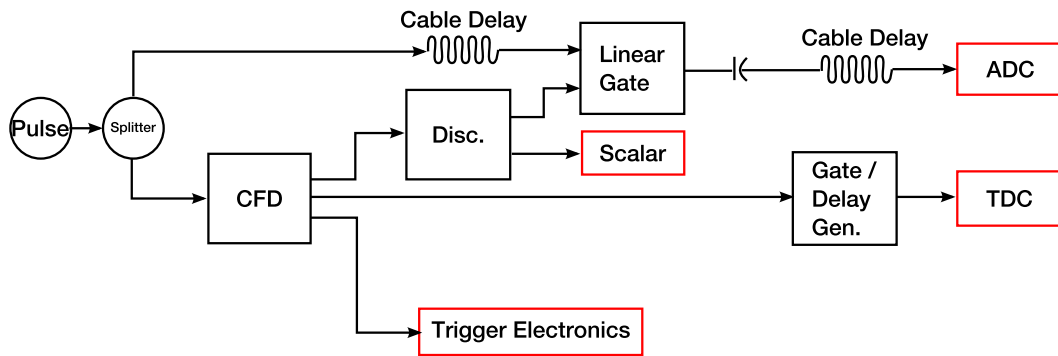 Cable Delay
Linear
Gate
Cable Delay
ADC
Pulse
Splitter
Disc.
Scalar
CFD
Gate /
Delay
Gen.
TDC
Trigger Electronics